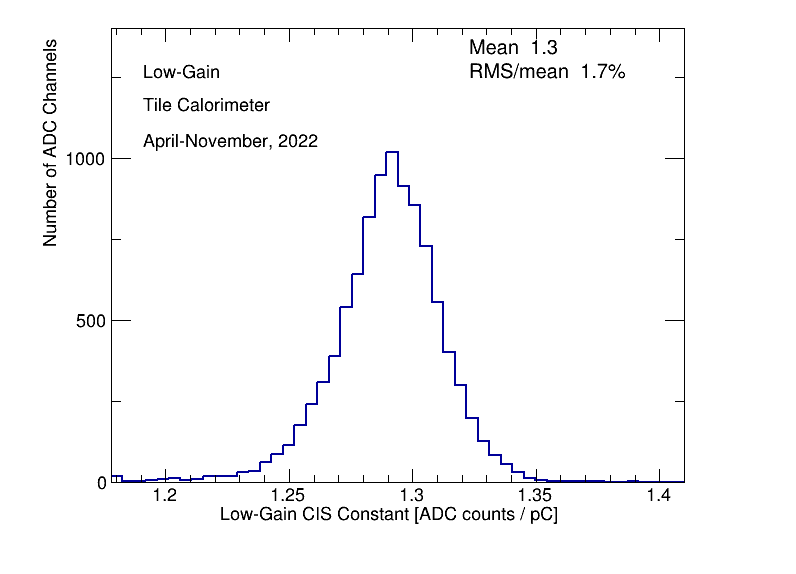 Mean 1.3
RMS/mean 1.7%
Low-Gain
Tile Calorimeter
April-November, 2022
Number of ADC Channels
1000
500
0
1.2 1.25 1.3 1.35 1.4
Low-Gain CIS Constant [ADC counts / pC]